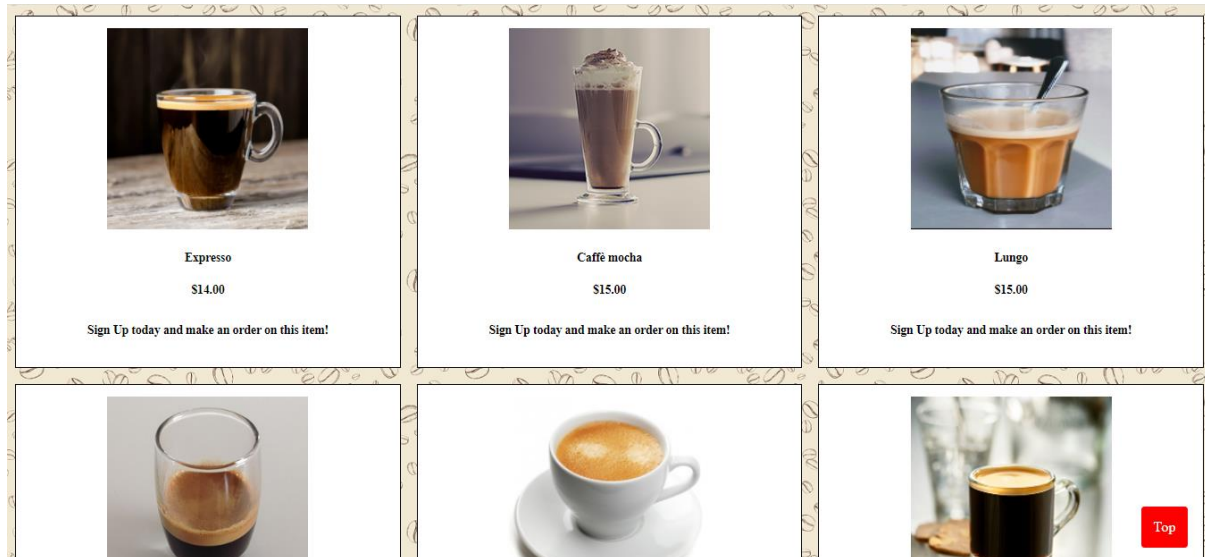 Expresso
$14.00
Sign Up today and make an order on this item!
Caffè mocha
$15.00
Sign Up today and make an order on this item!
Lungo
$15.00
Sign Up today and make an order on this item!
Top